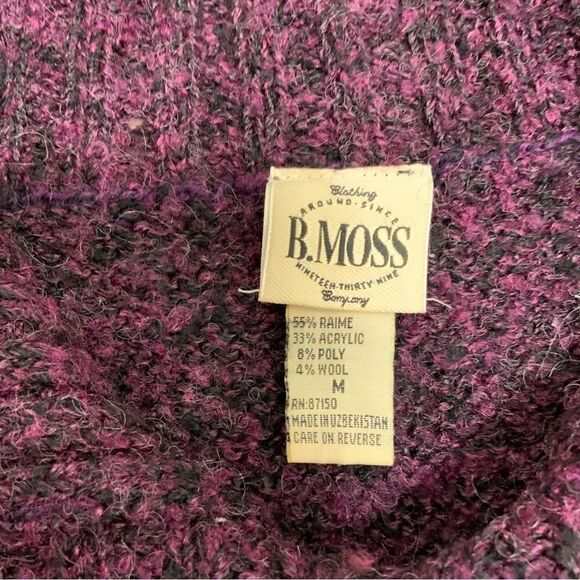 Clothing
AROUND·SINCE
B.MOSS
NINETEEN·THIRTY·NINE
Company
55% RAIME
33% ACRYLIC
8% POLY
4% WOOL
M
RN:87150
MADE IN UZBEKISTAN
CARE ON REVERSE